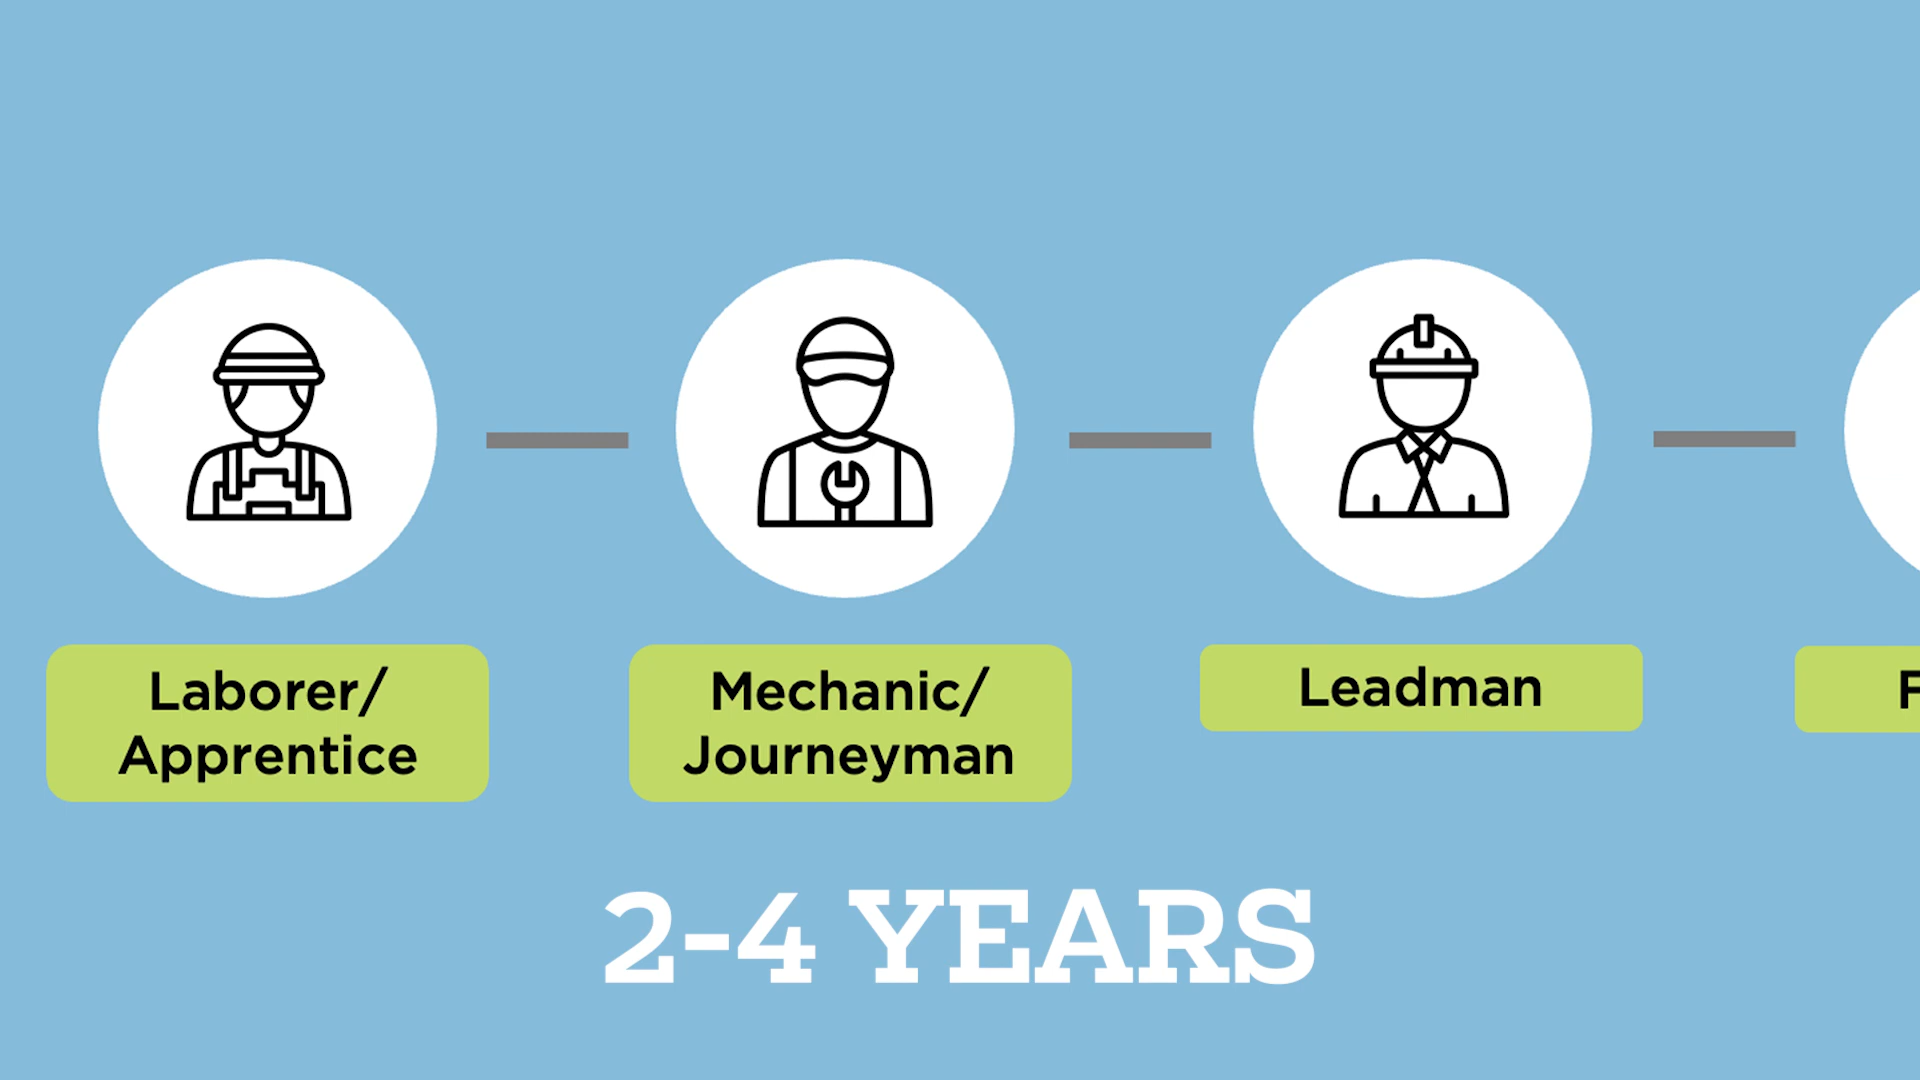 Laborer/
Apprentice
Mechanic/
Journeyman
Leadman
2-4 YEARS